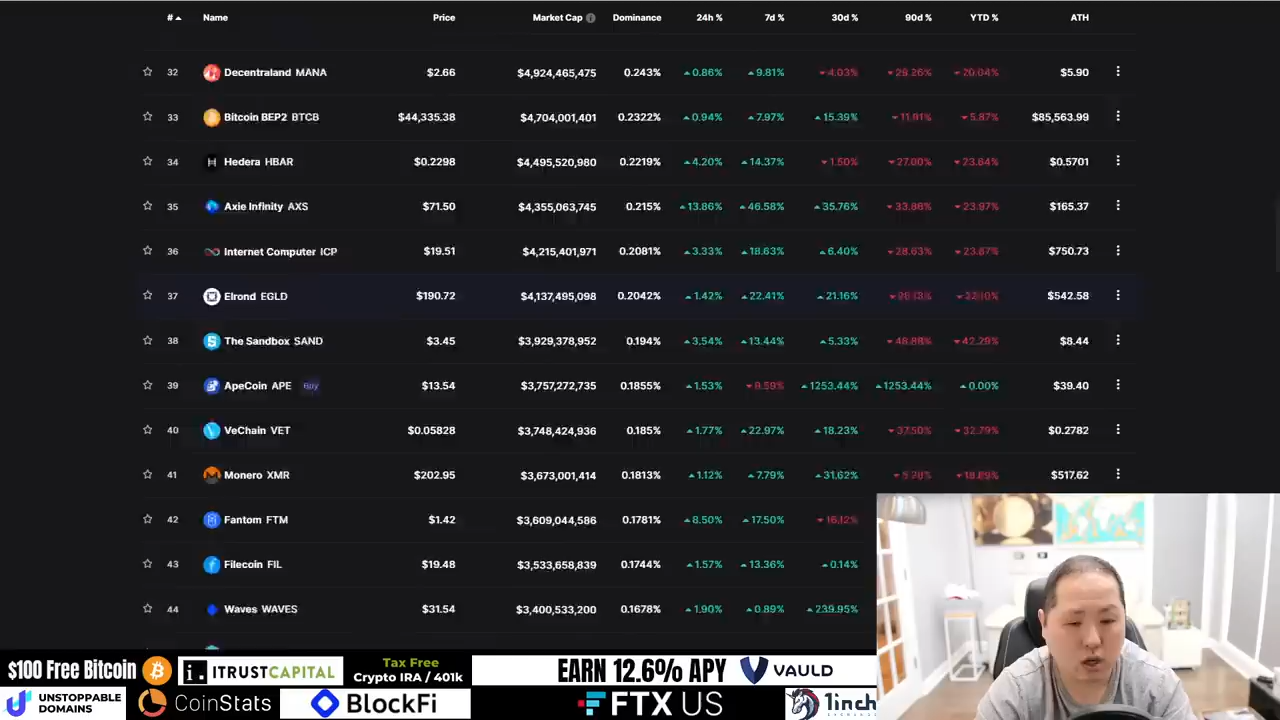 # Name Price Market Cap Dominance 24h % 7d % 30d % 90d % YTD % ATH
32 Decentraland MANA $2.66 $4,924,465,475 0.243% 0.86% 9.81% 4.03% 28.26% 20.04% $5.90
33 Bitcoin BEP2 BTCB $44,335.38 $4,704,001,401 0.2322% 0.94% 7.97% 15.39% 11.91% 5.87% $85,563.99
34 Hedera HBAR $0.2298 $4,495,520,980 0.2219% 4.20% 14.37% 1.50% 27.00% 23.64% $0.5701
35 Axie Infinity AXS $71.50 $4,355,063,745 0.215% 13.86% 46.58% 35.76% 33.86% 23.97% $165.37
36 Internet Computer ICP $19.51 $4,215,401,971 0.2081% 3.33% 18.63% 6.40% 28.63% 23.67% $750.73
37 Elrond EGLD $190.72 $4,137,495,098 0.2042% 1.42% 22.41% 21.16% $542.58
38 The Sandbox SAND $3.45 $3,929,378,952 0.194% 3.54% 13.44% 5.33% 48.88% 42.29% $8.44
39 ApeCoin APE Buy $13.54 $3,757,272,735 0.1855% 1.53% 1253.44% 1253.44% 0.00% $39.40
40 VeChain VET $0.05828 $3,748,424,936 0.185% 1.77% 22.97% 18.23% 37.50% 32.79% $0.2782
41 Monero XMR $202.95 $3,673,001,414 0.1813% 1.12% 7.79% 31.62% $517.62
42 Fantom FTM $1.42 $3,609,044,586 0.1781% 8.50% 17.50% 16.12%
43 Filecoin FIL $19.48 $3,533,658,839 0.1744% 1.57% 13.36% 0.14%
44 Waves WAVES $31.54 $3,400,533,200 0.1678% 1.90% 0.89% 239.95%
$100 Free Bitcoin
iTRUSTCAPITAL
Tax Free
Crypto IRA / 401k
EARN 12.6% APY
VAULD
UNSTOPPABLE
DOMAINS
CoinStats
BlockFi
FTX US
1inch
EXCHANGE